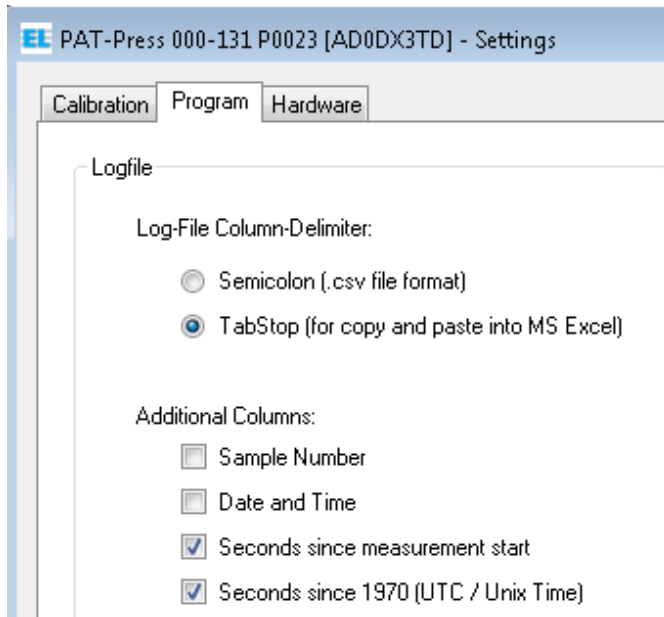 EL PAT-Press 000-131 P0023 [AD0DX3TD] - Settings
Calibration Program Hardware
Logfile
Log-File Column-Delimiter:
Semicolon (.csv file format)
TabStop (for copy and paste into MS Excel)
Additional Columns:
Sample Number
Date and Time
Seconds since measurement start
Seconds since 1970 (UTC / Unix Time)